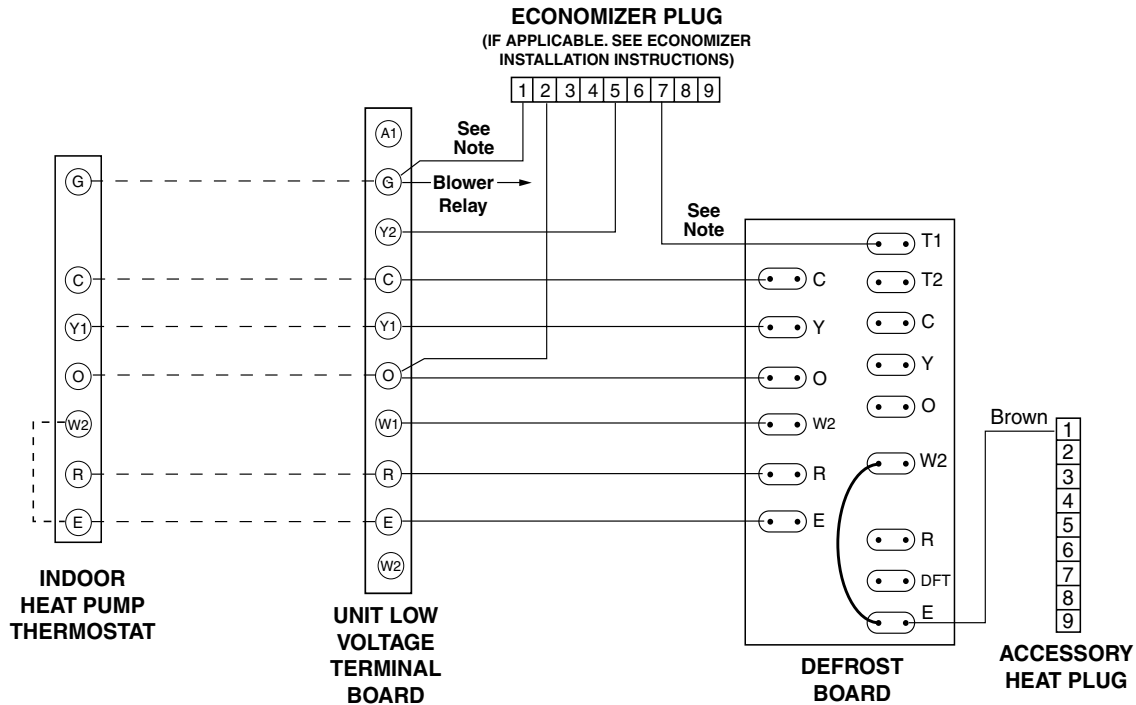 ECONOMIZER PLUG
(IF APPLICABLE. SEE ECONOMIZER
INSTALLATION INSTRUCTIONS)
1 2 3 4 5 6 7 8 9
See
Note
Blower
Relay
See
Note
G
C
Y1
O
W2
R
E
INDOOR
HEAT PUMP
THERMOSTAT
A1
G
Y2
C
Y1
O
W1
R
E
W2
UNIT LOW
VOLTAGE
TERMINAL
BOARD
C
Y
O
W2
R
E
T1
T2
C
Y
O
W2
R
DFT
E
DEFROST
BOARD
Brown
1
2
3
4
5
6
7
8
9
ACCESSORY
HEAT PLUG